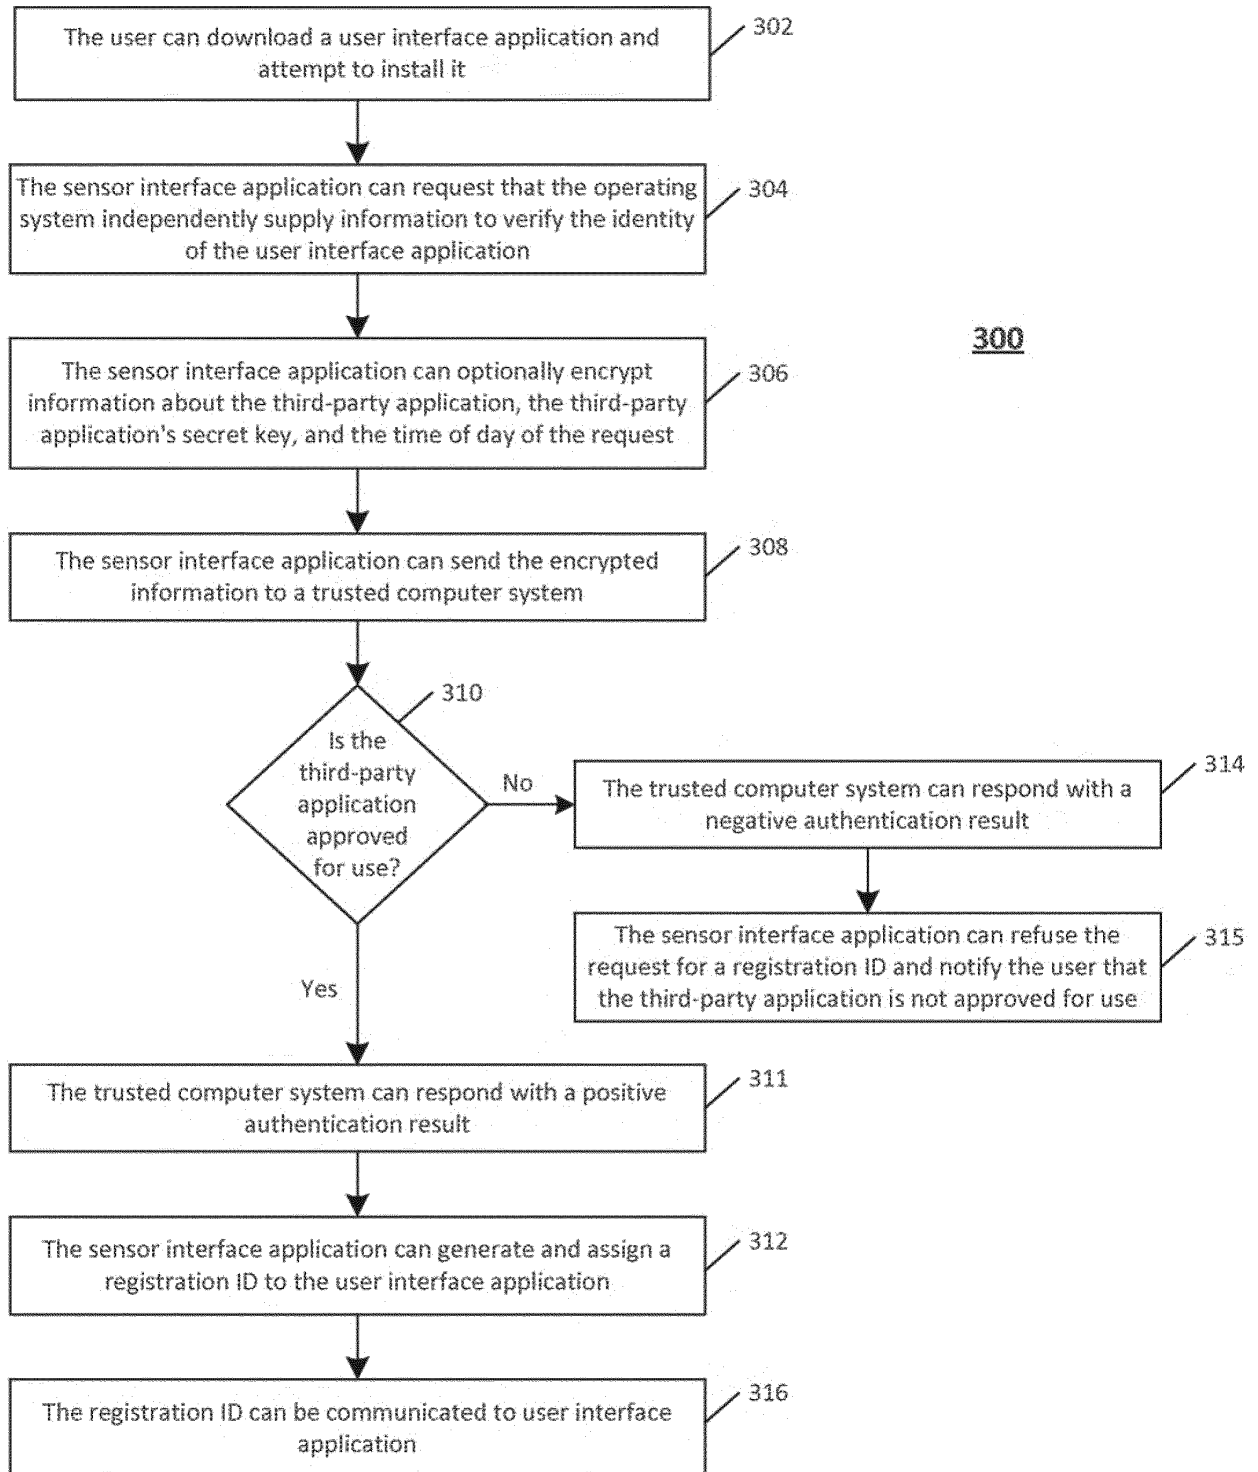 The user can download a user interface application and
attempt to install it
302
The sensor interface application can request that the operating
system independently supply information to verify the identity
of the user interface application
304
300
The sensor interface application can optionally encrypt
information about the third-party application, the third-party
application's secret key, and the time of day of the request
306
The sensor interface application can send the encrypted
information to a trusted computer system
308
310
Is the
third-party
application
approved
for use?
No
The trusted computer system can respond with a
negative authentication result
314
The sensor interface application can refuse the
request for a registration ID and notify the user that
the third-party application is not approved for use
315
Yes
The trusted computer system can respond with a positive
authentication result
311
The sensor interface application can generate and assign a
registration ID to the user interface application
312
The registration ID can be communicated to user interface
application
316